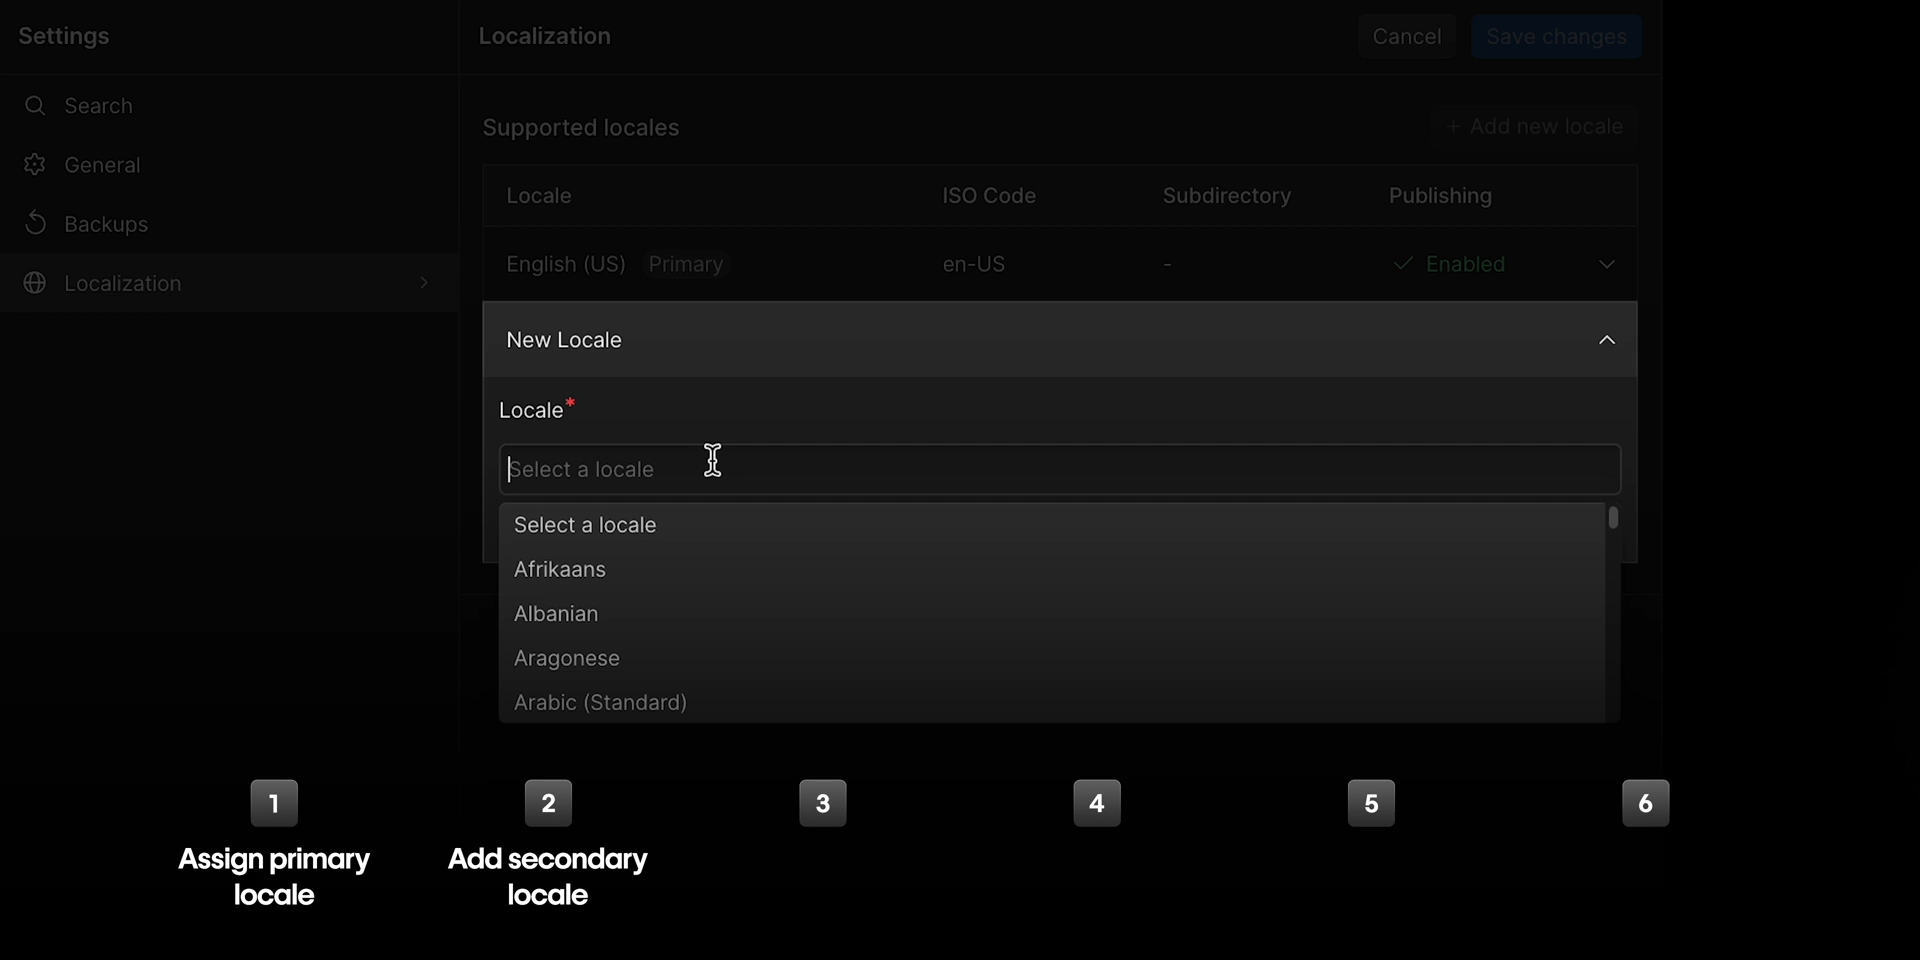 Settings
Search
General
Backups
Localization
Localization
Cancel
Save changes
Supported locales
+ Add new locale
Locale ISO Code Subdirectory Publishing
English (US) Primary en-US - Enabled
New Locale
Locale*
Select a locale
Select a locale
Afrikaans
Albanian
Aragonese
Arabic (Standard)
1
Assign primary
locale
2
Add secondary
locale
3
4
5
6